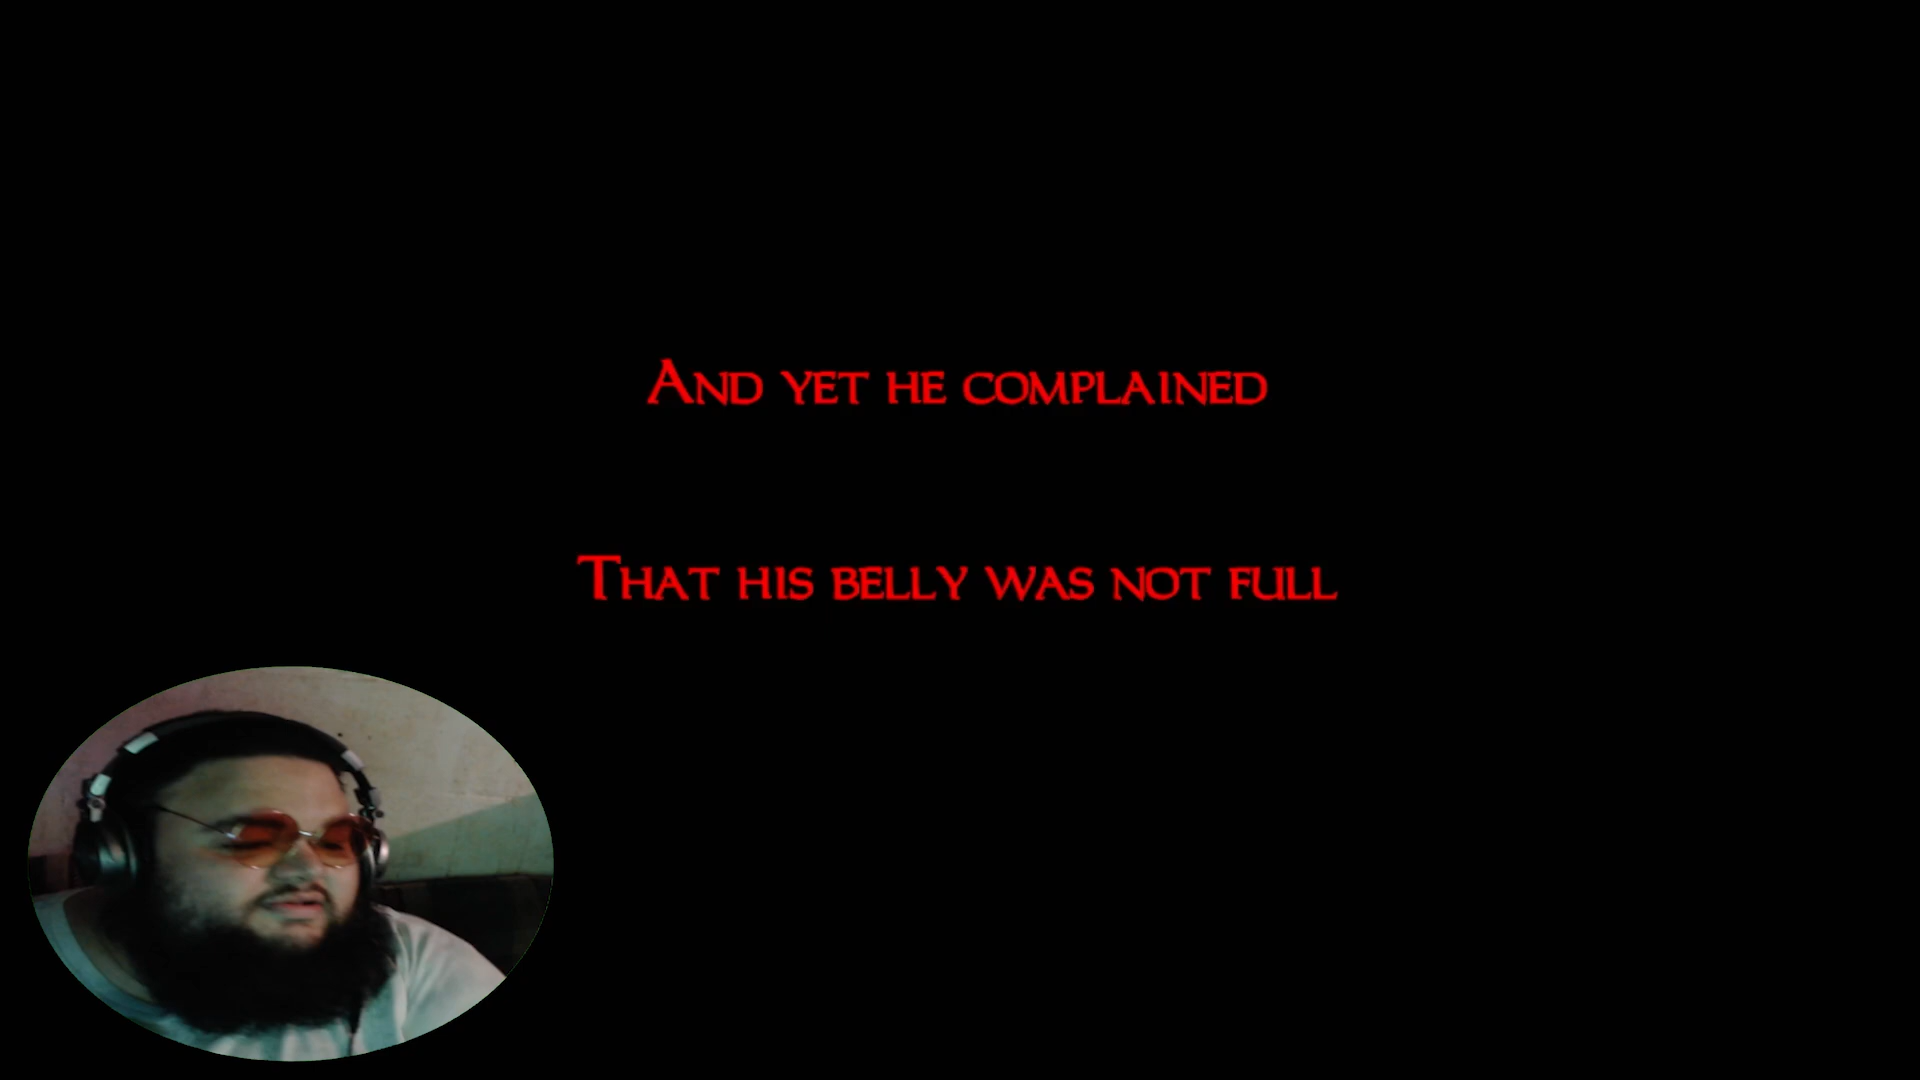 And yet he complained
That his belly was not full